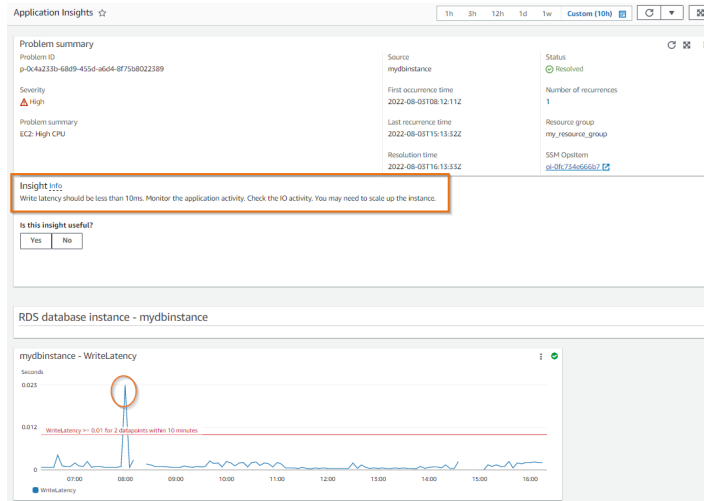 Application Insights
1h 3h 12h 1d 1w Custom (10h)
Problem summary
Problem ID
p-0c4a233b-68d9-455d-a6d4-8f75b8022389
Source
mydbinstance
Status
Resolved
Severity
High
First occurrence time
2022-08-03T08:12:11Z
Number of recurrences
1
Problem summary
EC2: High CPU
Last recurrence time
2022-08-03T15:13:32Z
Resource group
my_resource_group
Resolution time
2022-08-03T16:13:33Z
SSM OpsItem
oi-0fc734e666b7
Insight Info
Write latency should be less than 10ms. Monitor the application activity. Check the IO activity. You may need to scale up the instance.
Is this insight useful?
Yes No
RDS database instance - mydbinstance
mydbinstance - WriteLatency
Seconds
0.023
0.012
WriteLatency >= 0.01 for 2 datapoints within 10 minutes
0
07:00 08:00 09:00 10:00 11:00 12:00 13:00 14:00 15:00 16:00
WriteLatency